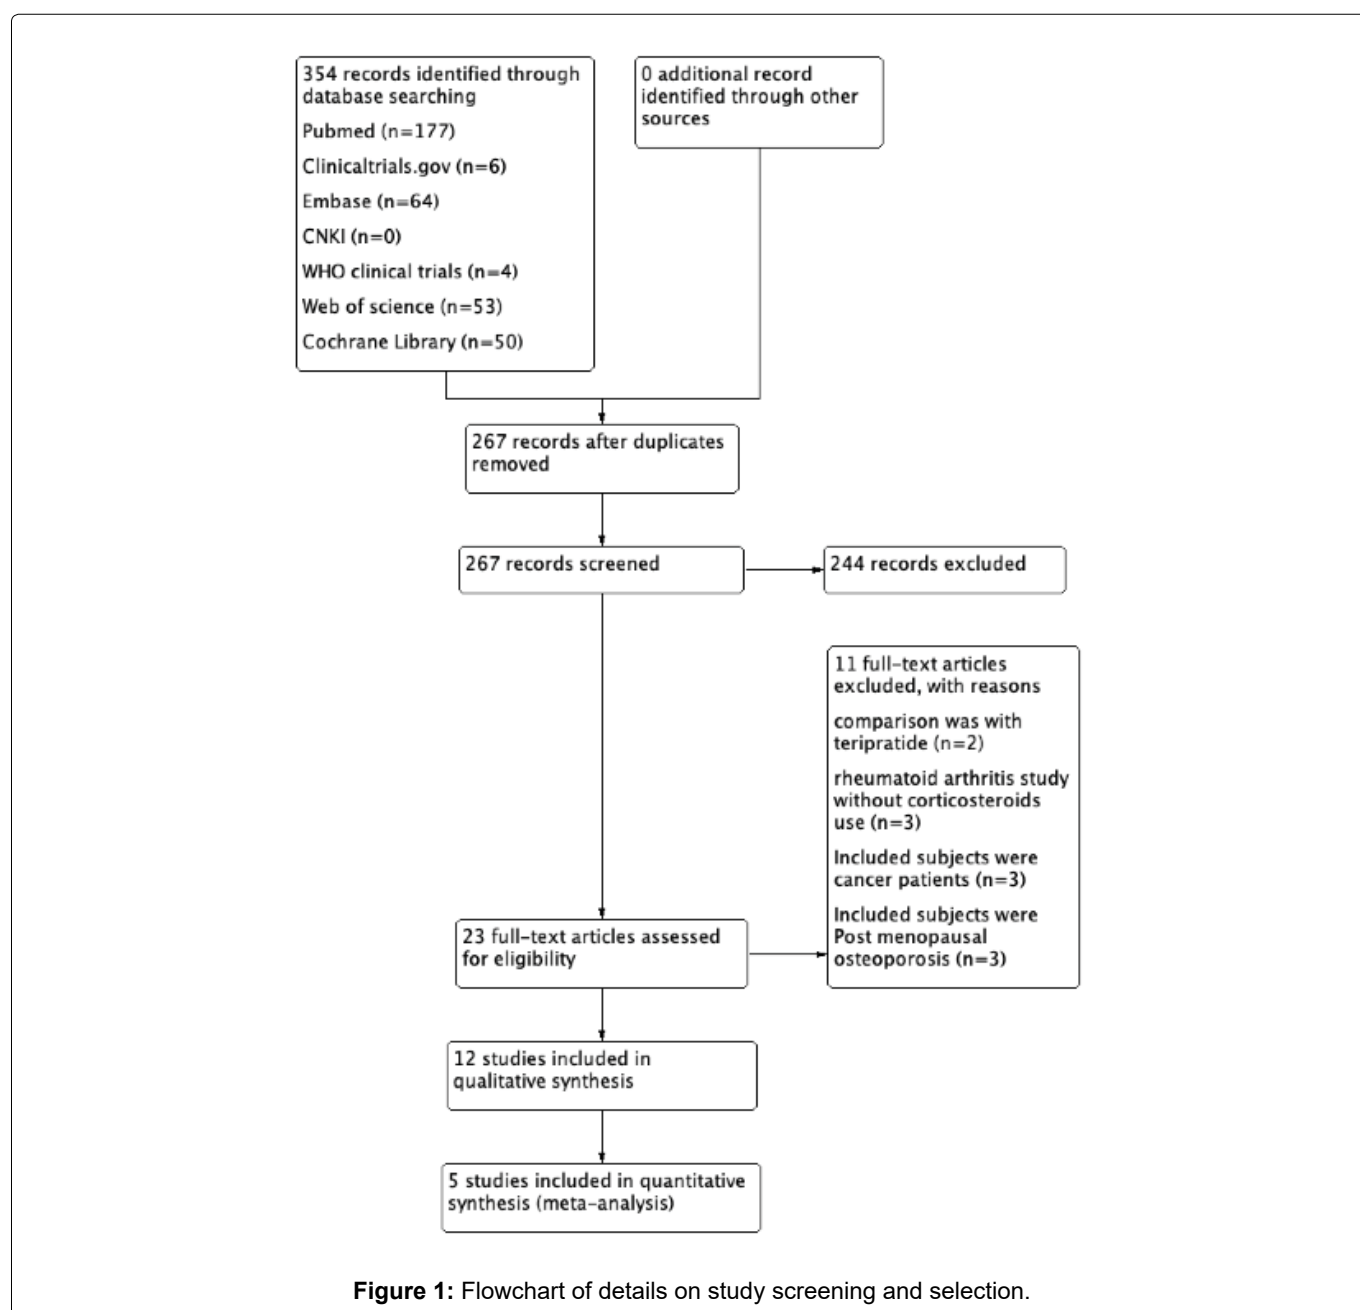 354 records identified through
database searching
Pubmed (n=177)
Clinicaltrials.gov (n=6)
Embase (n=64)
CNKI (n=0)
WHO clinical trials (n=4)
Web of science (n=53)
Cochrane Library (n=50)
0 additional record
identified through other
sources
267 records after duplicates
removed
267 records screened
244 records excluded
11 full-text articles
excluded, with reasons
comparison was with
teripratide (n=2)
rheumatoid arthritis study
without corticosteroids
use (n=3)
Included subjects were
cancer patients (n=3)
Included subjects were
Post menopausal
osteoporosis (n=3)
23 full-text articles assessed
for eligibility
12 studies included in
qualitative synthesis
5 studies included in quantitative
synthesis (meta-analysis)
Figure 1: Flowchart of details on study screening and selection.